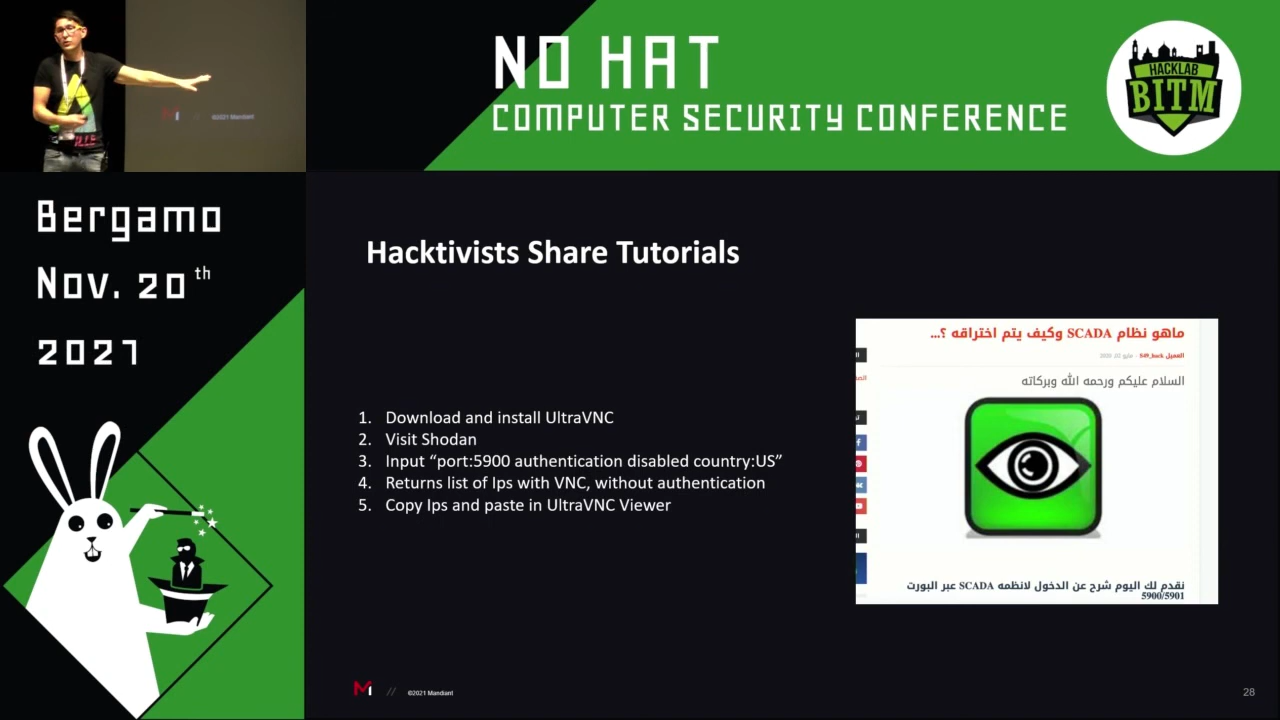 NO HAT
COMPUTER SECURITY CONFERENCE
HACKLAB
BITM
©2021 Mandiant
Bergamo
Nov. 20th
2021
Hacktivists Share Tutorials
1. Download and install UltraVNC
2. Visit Shodan
3. Input “port:5900 authentication disabled country:US”
4. Returns list of Ips with VNC, without authentication
5. Copy Ips and paste in UltraVNC Viewer
ماهو نظام SCADA وكيف يتم اختراقه ؟...
السلام عليكم ورحمه الله وبركاته
نقدم لك اليوم شرح عن الدخول لانظمه SCADA عبر البورت
5900/5901
©2021 Mandiant
28